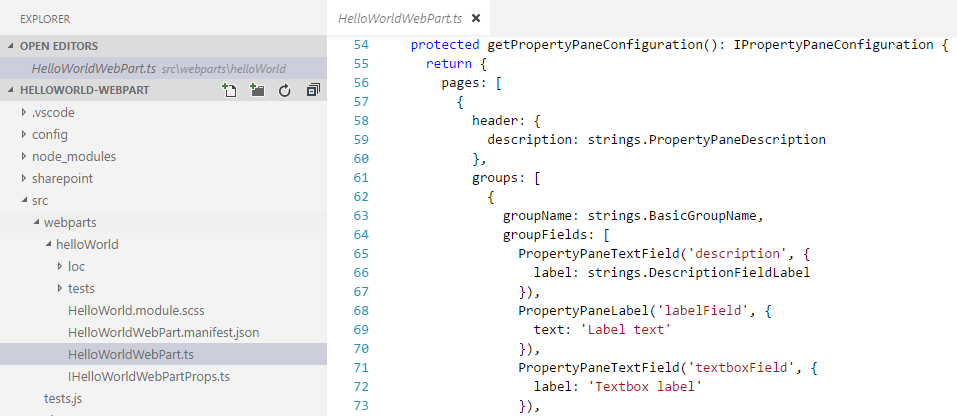 EXPLORER
OPEN EDITORS
HelloWorldWebPart.ts src\webparts\helloWorld
HELLOWORLD-WEBPART
.vscode
config
node_modules
sharepoint
src
webparts
helloWorld
loc
tests
HelloWorld.module.scss
HelloWorldWebPart.manifest.json
HelloWorldWebPart.ts
IHelloWorldWebPartProps.ts
tests.js
HelloWorldWebPart.ts
54 protected getPropertyPaneConfiguration(): IPropertyPaneConfiguration {
55 return {
56 pages: [
57 {
58 header: {
59 description: strings.PropertyPaneDescription
60 },
61 groups: [
62 {
63 groupName: strings.BasicGroupName,
64 groupFields: [
65 PropertyPaneTextField('description', {
66 label: strings.DescriptionFieldLabel
67 }),
68 PropertyPaneLabel('labelField', {
69 text: 'Label text'
70 }),
71 PropertyPaneTextField('textboxField', {
72 label: 'Textbox label'
73 }),